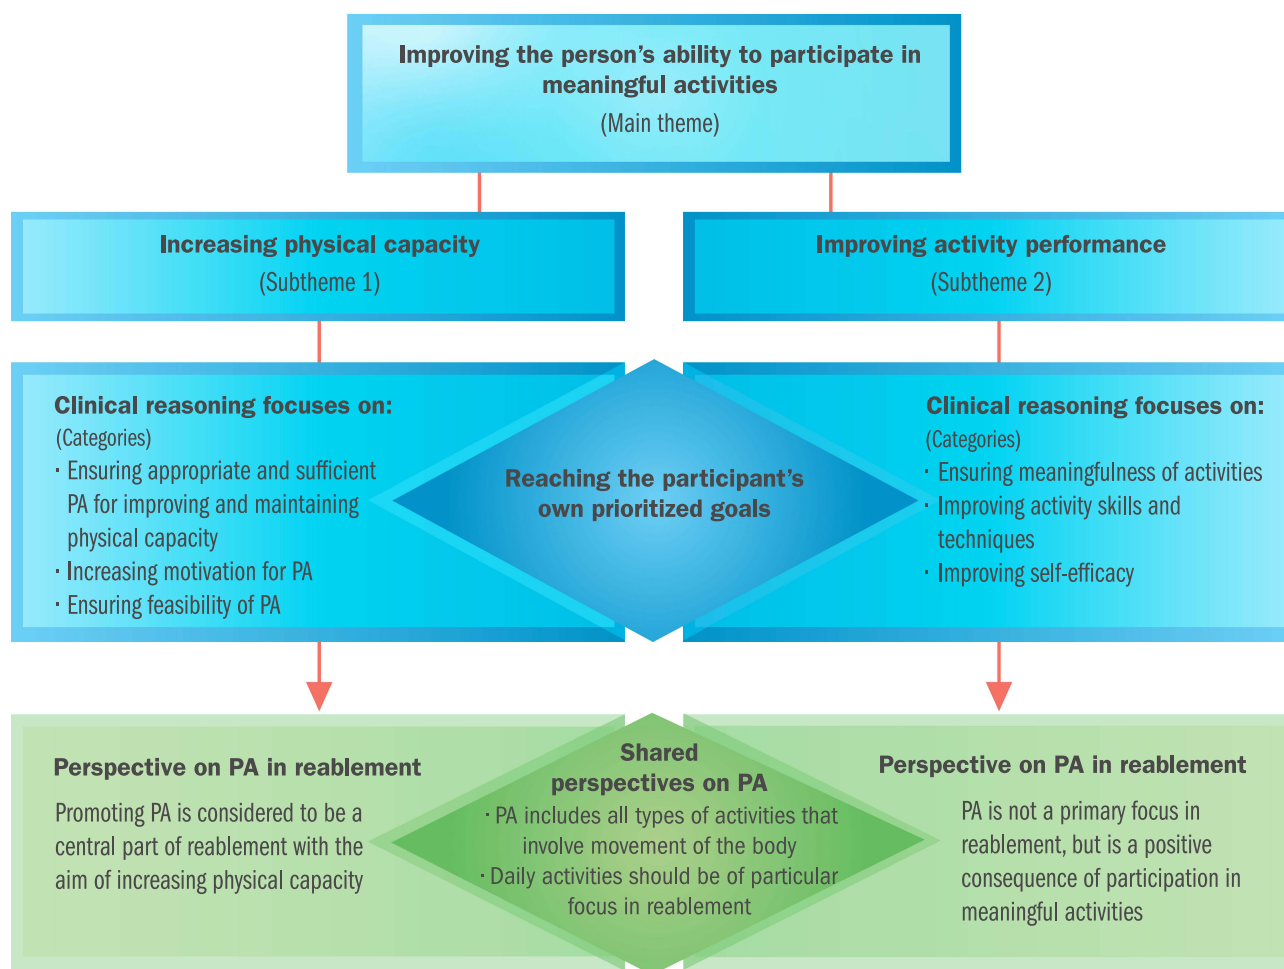 Improving the person's ability to participate in
meaningful activities
(Main theme)
Increasing physical capacity
(Subtheme 1)
Improving activity performance
(Subtheme 2)
Clinical reasoning focuses on:
(Categories)
· Ensuring appropriate and sufficient
PA for improving and maintaining
physical capacity
· Increasing motivation for PA
· Ensuring feasibility of PA
Reaching the participant's
own prioritized goals
Clinical reasoning focuses on:
(Categories)
· Ensuring meaningfulness of activities
· Improving activity skills and
techniques
· Improving self-efficacy
Perspective on PA in reablement
Promoting PA is considered to be a
central part of reablement with the
aim of increasing physical capacity
Shared
perspectives on PA
· PA includes all types of activities that
involve movement of the body
· Daily activities should be of particular
focus in reablement
Perspective on PA in reablement
PA is not a primary focus in
reablement, but is a positive
consequence of participation in
meaningful activities